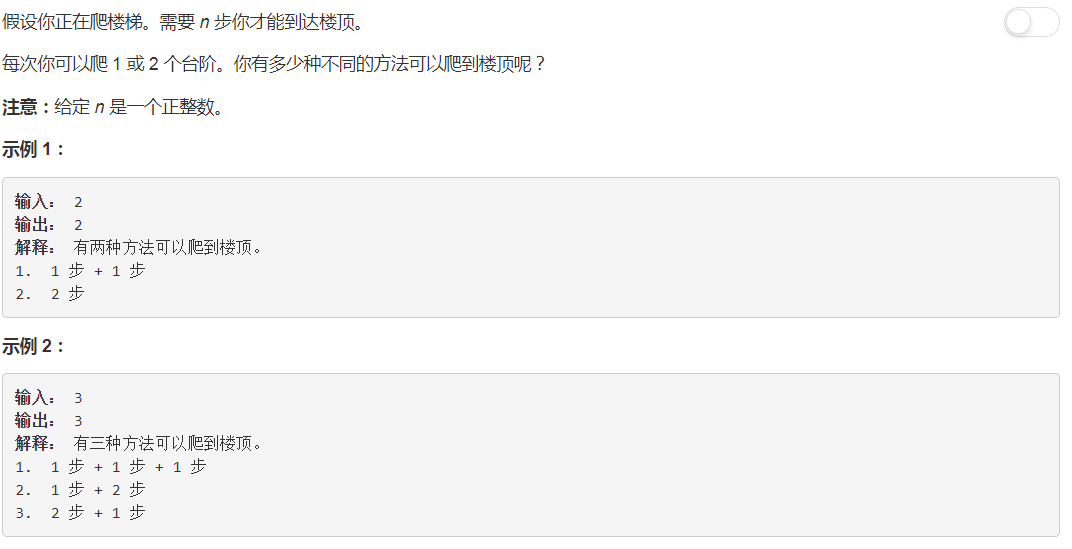 假设你正在爬楼梯。需要 n 步你才能到达楼顶。
每次你可以爬 1 或 2 个台阶。你有多少种不同的方法可以爬到楼顶呢？
注意：给定 n 是一个正整数。
示例 1：
输入： 2
输出： 2
解释： 有两种方法可以爬到楼顶。
1. 1 步 + 1 步
2. 2 步
示例 2：
输入： 3
输出： 3
解释： 有三种方法可以爬到楼顶。
1. 1 步 + 1 步 + 1 步
2. 1 步 + 2 步
3. 2 步 + 1 步